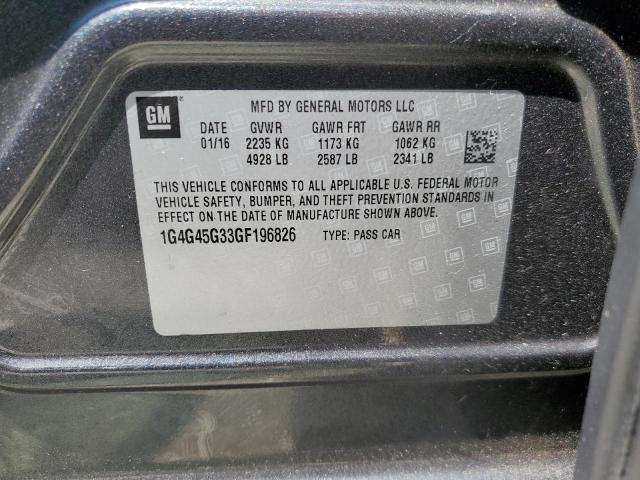 GM
MFD BY GENERAL MOTORS LLC
DATE GVWR GAWR FRT GAWR RR
01/16 2235 KG 1173 KG 1062 KG
4928 LB 2587 LB 2341 LB
THIS VEHICLE CONFORMS TO ALL APPLICABLE U.S. FEDERAL MOTOR
VEHICLE SAFETY, BUMPER, AND THEFT PREVENTION STANDARDS IN
EFFECT ON THE DATE OF MANUFACTURE SHOWN ABOVE.
1G4G45G33GF196826 TYPE: PASS CAR